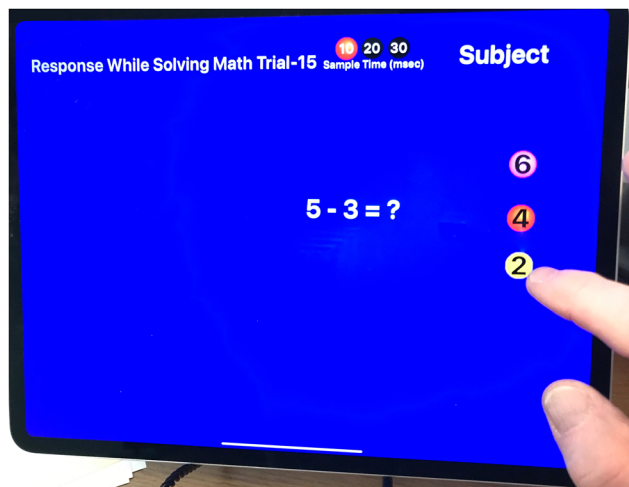 Response While Solving Math Trial-15
10 20 30
Sample Time (msec)
Subject
6
5 - 3 = ?
4
2